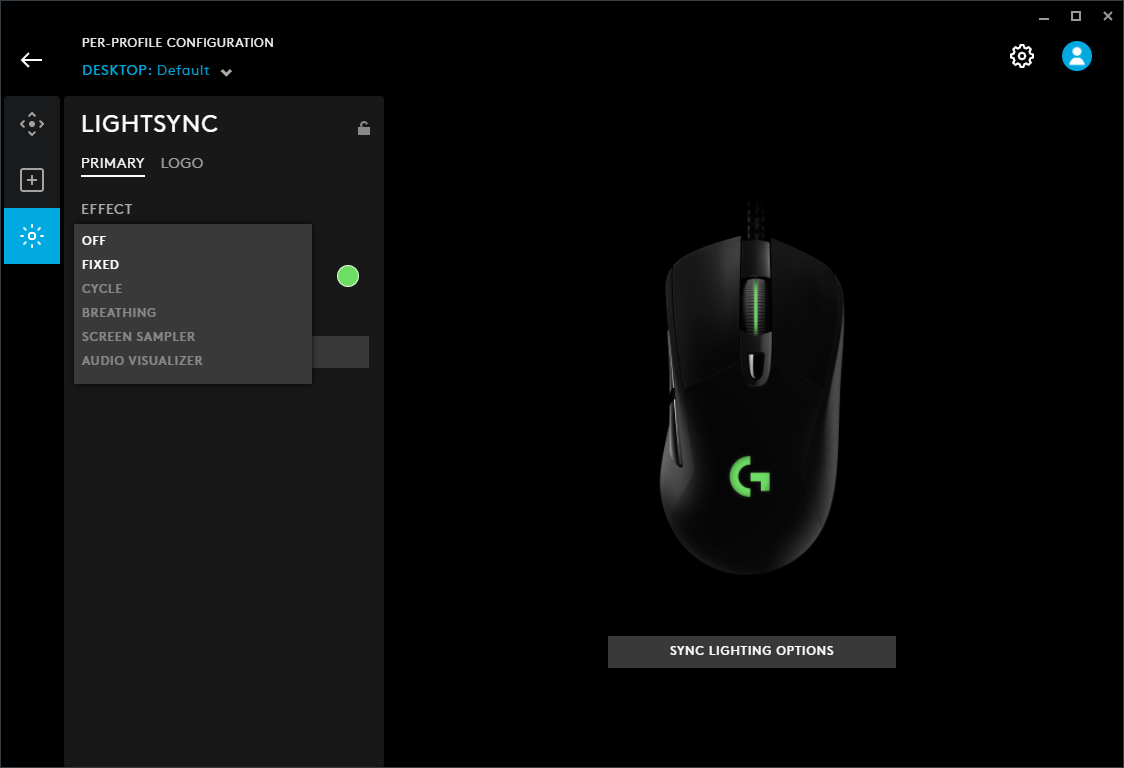 PER-PROFILE CONFIGURATION
DESKTOP: Default
LIGHTSYNC
PRIMARY LOGO
EFFECT
OFF
FIXED
CYCLE
BREATHING
SCREEN SAMPLER
AUDIO VISUALIZER
SYNC LIGHTING OPTIONS